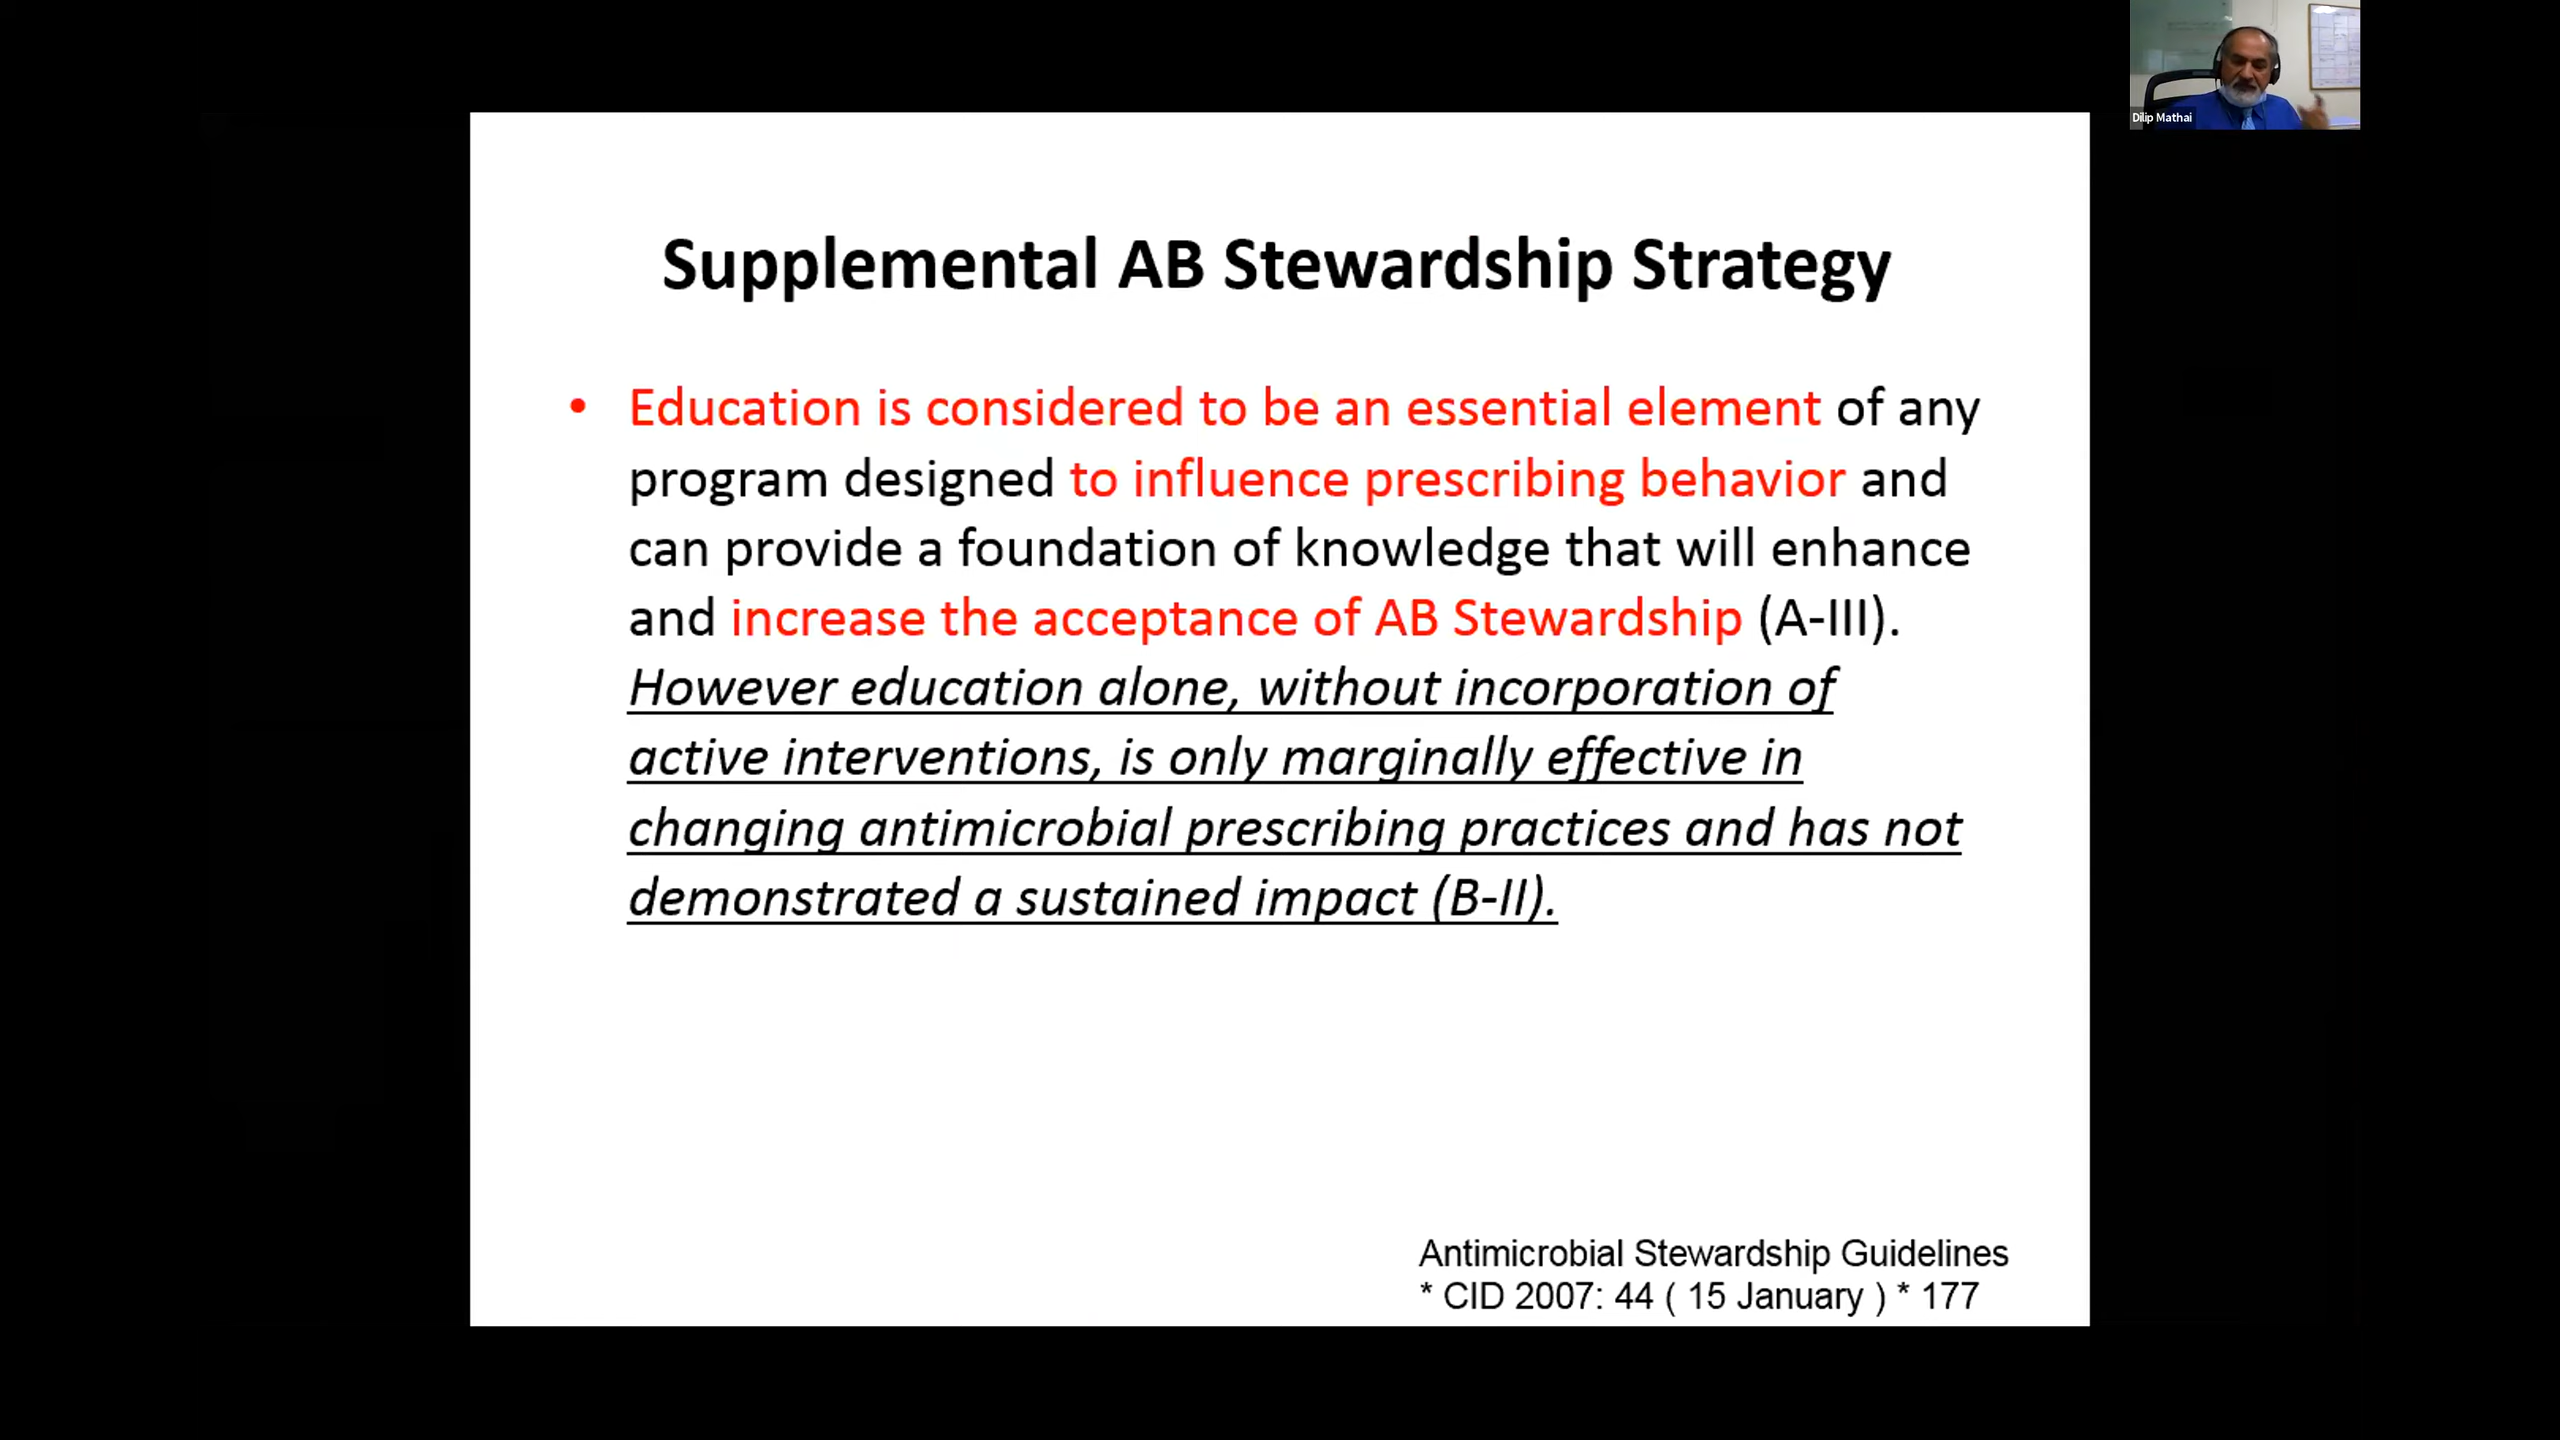 Dilip Mathai
Supplemental AB Stewardship Strategy
• Education is considered to be an essential element of any
program designed to influence prescribing behavior and
can provide a foundation of knowledge that will enhance
and increase the acceptance of AB Stewardship (A-III).
However education alone, without incorporation of
active interventions, is only marginally effective in
changing antimicrobial prescribing practices and has not
demonstrated a sustained impact (B-II).
Antimicrobial Stewardship Guidelines
* CID 2007: 44 ( 15 January ) * 177